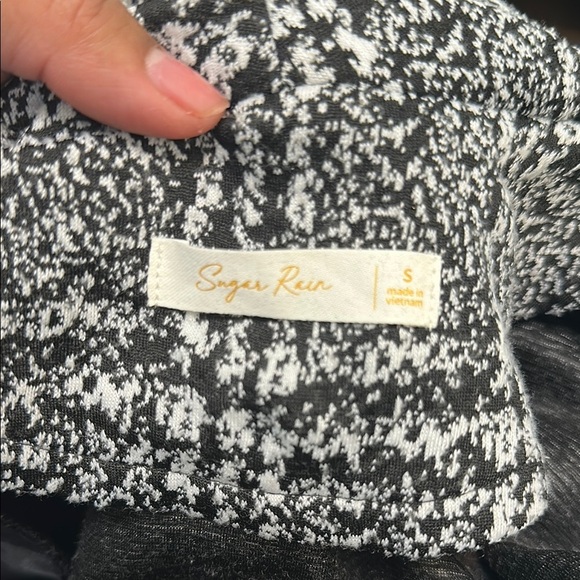 Sugar Rain
S
made in
vietnam